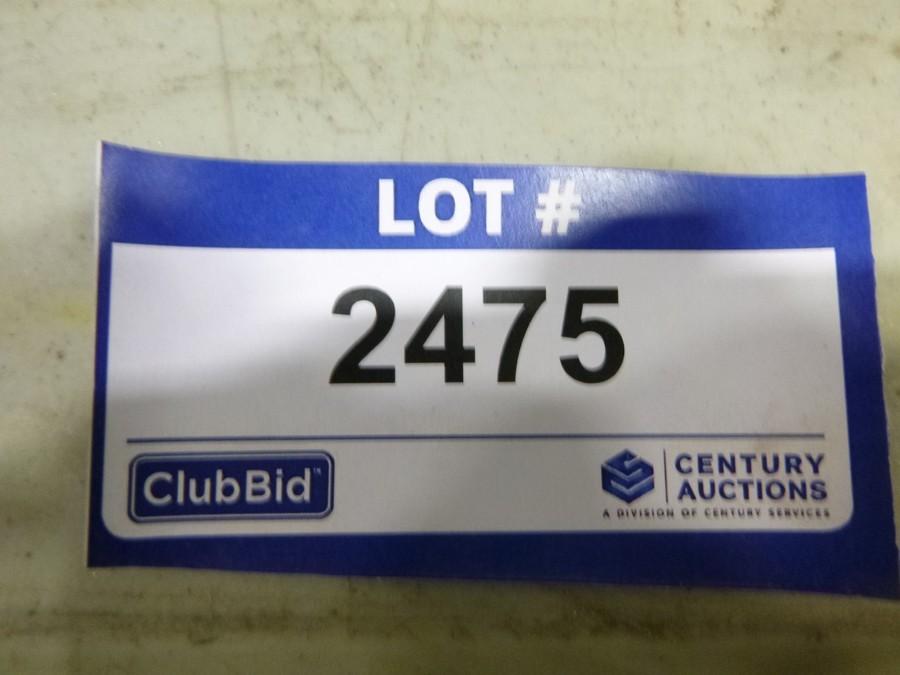 LOT #
2475
ClubBid™
CENTURY
AUCTIONS
A DIVISION OF CENTURY SERVICES